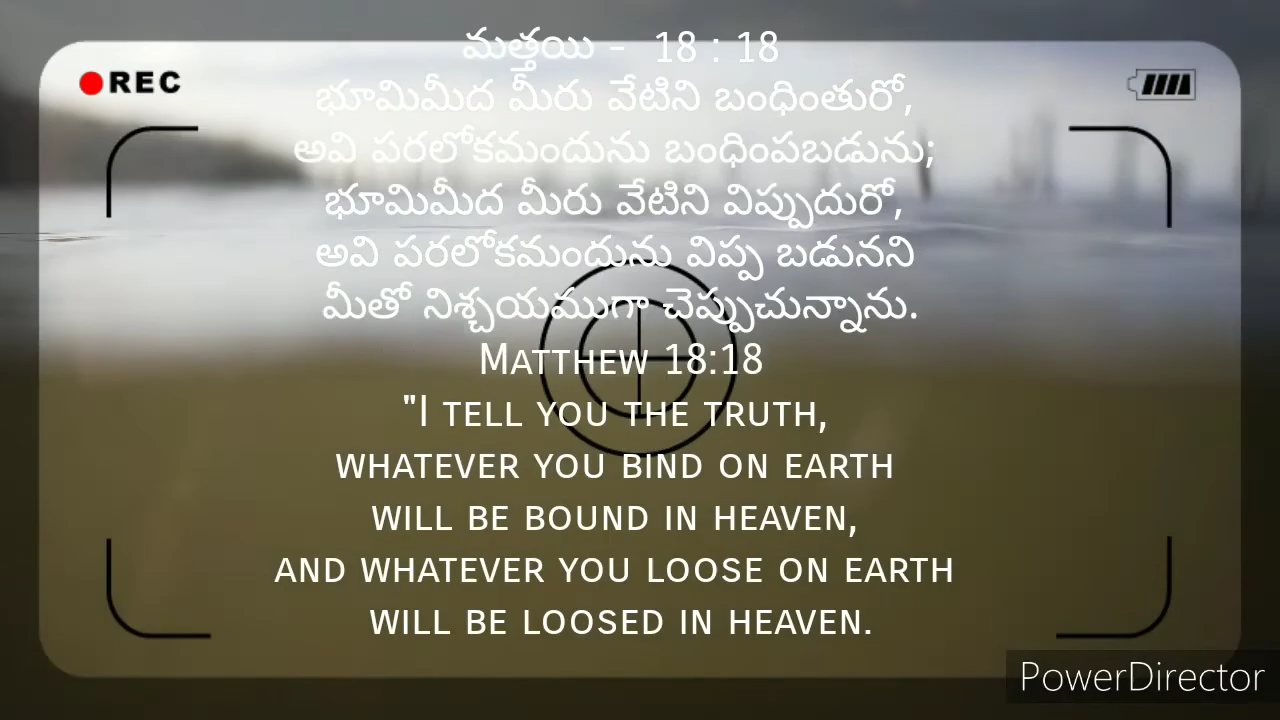 మత్తయి - 18 : 18
REC
భూమిమీద మీరు వేటిని బంధింతురో,
అవి పరలోకమందును బంధింపబడును;
భూమిమీద మీరు వేటిని విప్పుదురో,
అవి పరలోకమందును విప్ప బడునని
మీతో నిశ్చయముగా చెప్పుచున్నాను.
Matthew 18:18
"I tell you the truth,
whatever you bind on earth
will be bound in heaven,
and whatever you loose on earth
will be loosed in heaven.
PowerDirector